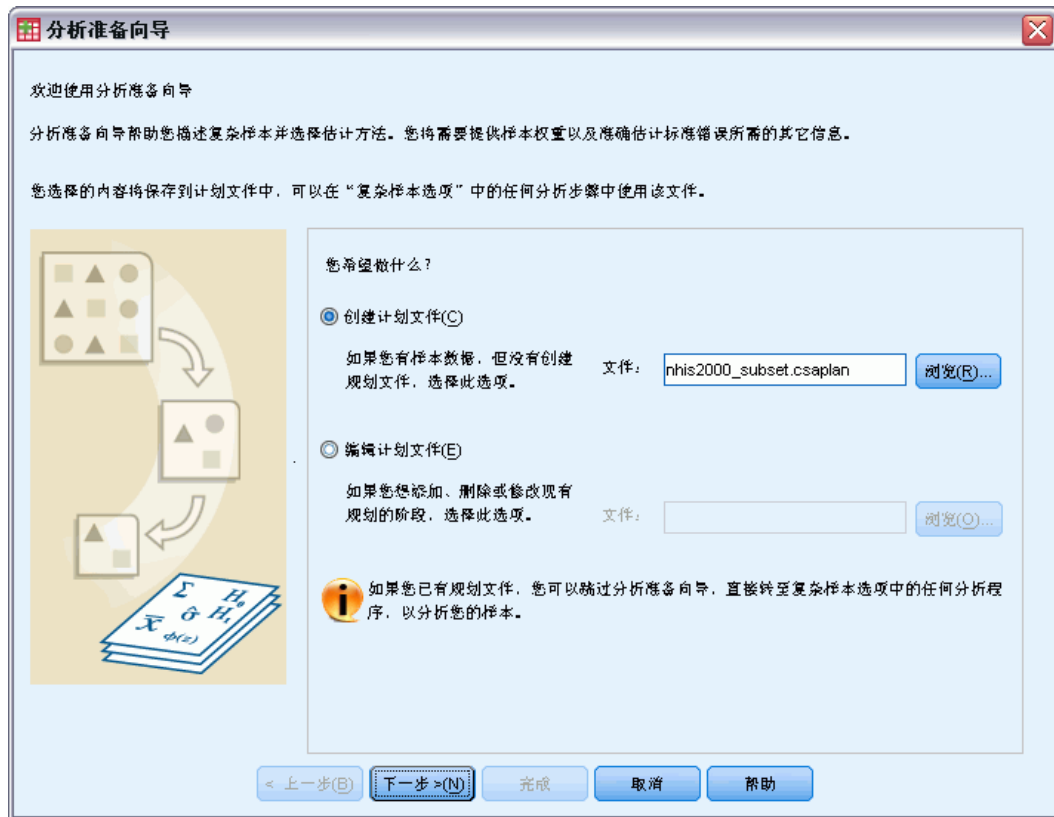 分析准备向导
欢迎使用分析准备向导
分析准备向导帮助您描述复杂样本并选择估计方法。您将需要提供样本权重以及准确估计标准错误所需的其它信息。
您选择的内容将保存到计划文件中，可以在“复杂样本选项”中的任何分析步骤中使用该文件。
您希望做什么？
创建计划文件(C)
如果您有样本数据，但没有创建
规划文件，选择此选项。
文件：
nhis2000_subset.csaplan
浏览(R)...
编辑计划文件(E)
如果您想添加、删除或修改现有
规划的阶段，选择此选项。
文件：
浏览(O)...
如果您已有规划文件，您可以跳过分析准备向导，直接转至复杂样本选项中的任何分析程
序，以分析您的样本。
Σ H₀
σ̂ H₁
x̄ φ(z)
< 上一步(B)
下一步 >(N)
完成
取消
帮助